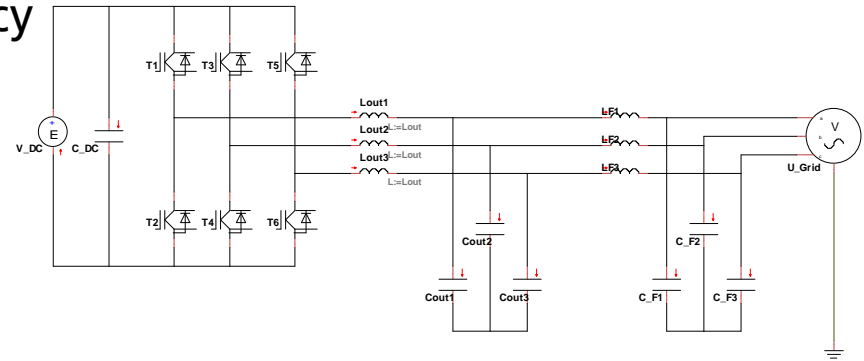 cy
T1 T3 T5
Lout1
L:=Lout
Lout2
L:=Lout
Lout3
L:=Lout
LF1
LF2
LF3
+
E
V_DC
C_DC
V
a
b
c
U_Grid
T2 T4 T6
Cout2
Cout1
Cout3
C_F2
C_F1
C_F3